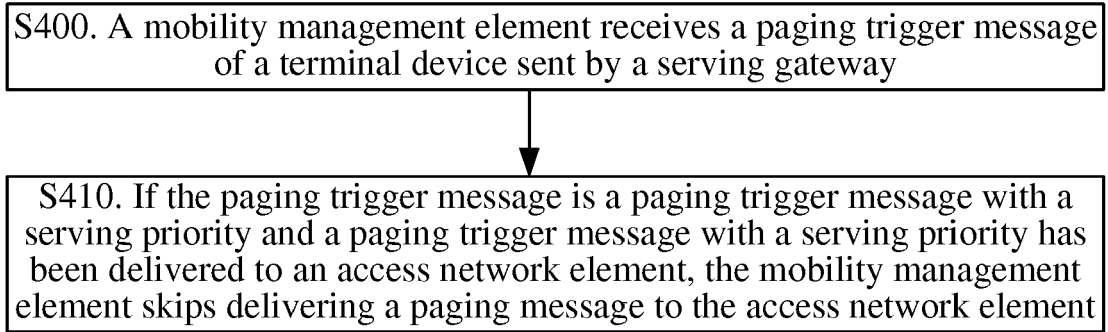 S400. A mobility management element receives a paging trigger message
of a terminal device sent by a serving gateway
S410. If the paging trigger message is a paging trigger message with a
serving priority and a paging trigger message with a serving priority has
been delivered to an access network element, the mobility management
element skips delivering a paging message to the access network element